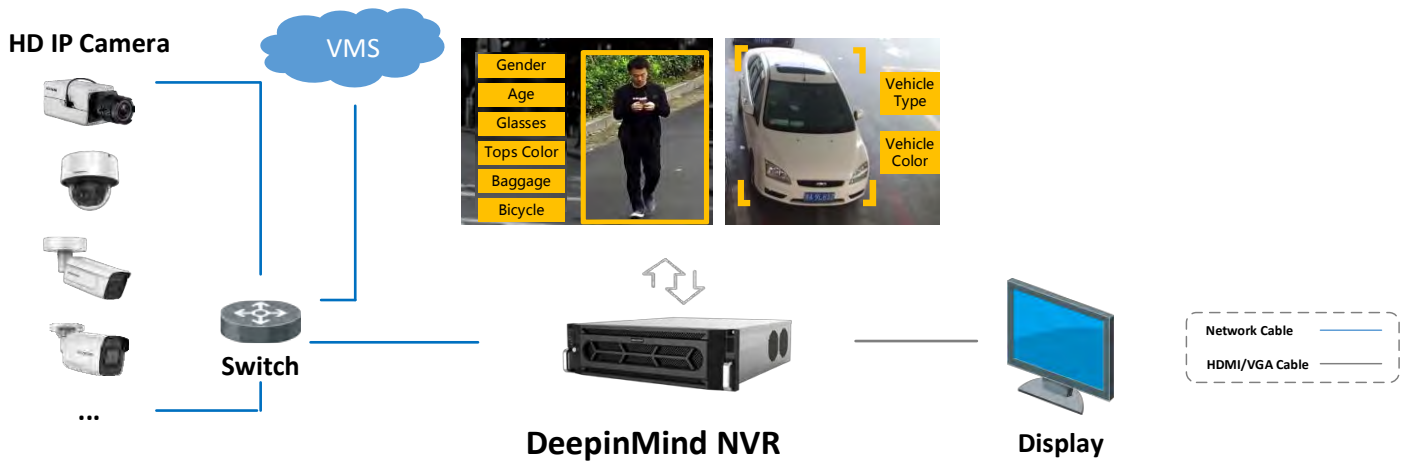 HD IP Camera
VMS
Gender
Age
Glasses
Tops Color
Baggage
Bicycle
Vehicle
Type
Vehicle
Color
Switch
...
DeepinMind NVR
Display
Network Cable
HDMI/VGA Cable